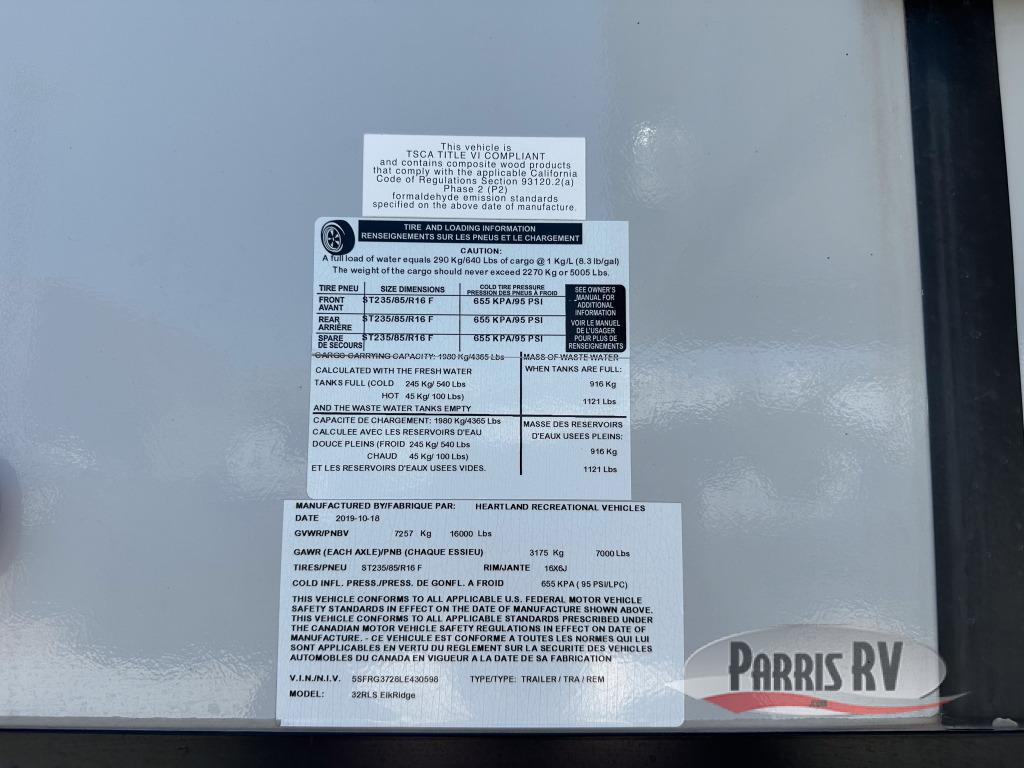 This vehicle is
TSCA TITLE VI COMPLIANT
and contains composite wood products
that comply with the applicable California
Code of Regulations Section 93120.2(a)
Phase 2 (P2)
formaldehyde emission standards
specified on the above date of manufacture.
TIRE AND LOADING INFORMATION
RENSEIGNEMENTS SUR LES PNEUS ET LE CHARGEMENT
CAUTION:
A full load of water equals 290 Kg/640 Lbs of cargo @ 1 Kg/L (8.3 lb/gal)
The weight of the cargo should never exceed 2270 Kg or 5005 Lbs.
TIRE PNEU SIZE DIMENSIONS COLD TIRE PRESSURE
PRESSION DES PNEUS À FROID
FRONT
AVANT ST235/85/R16 F 655 KPA/95 PSI
REAR
ARRIÈRE ST235/85/R16 F 655 KPA/95 PSI
SPARE
DE SECOURS ST235/85/R16 F 655 KPA/95 PSI
SEE OWNER'S
MANUAL FOR
ADDITIONAL
INFORMATION
VOIR LE MANUEL
DE L'USAGER
POUR PLUS DE
RENSEIGNEMENTS
CARGO CARRYING CAPACITY: 1980 Kg/4365 Lbs
CALCULATED WITH THE FRESH WATER
TANKS FULL (COLD 245 Kg/ 540 Lbs
HOT 45 Kg/ 100 Lbs)
AND THE WASTE WATER TANKS EMPTY
MASS OF WASTE WATER
WHEN TANKS ARE FULL:
916 Kg
1121 Lbs
CAPACITE DE CHARGEMENT: 1980 Kg/4365 Lbs
CALCULEE AVEC LES RESERVOIRS D'EAU
DOUCE PLEINS (FROID 245 Kg/ 540 Lbs
CHAUD 45 Kg/ 100 Lbs)
ET LES RESERVOIRS D'EAUX USEES VIDES.
MASSE DES RESERVOIRS
D'EAUX USEES PLEINS:
916 Kg
1121 Lbs
MANUFACTURED BY/FABRIQUE PAR: HEARTLAND RECREATIONAL VEHICLES
DATE 2019-10-18
GVWR/PNBV 7257 Kg 16000 Lbs
GAWR (EACH AXLE)/PNB (CHAQUE ESSIEU) 3175 Kg 7000 Lbs
TIRES/PNEU ST235/85/R16 F RIM/JANTE 16X6J
COLD INFL. PRESS./PRESS. DE GONFL. A FROID 655 KPA ( 95 PSI/LPC)
THIS VEHICLE CONFORMS TO ALL APPLICABLE U.S. FEDERAL MOTOR VEHICLE
SAFETY STANDARDS IN EFFECT ON THE DATE OF MANUFACTURE SHOWN ABOVE.
THIS VEHICLE CONFORMS TO ALL APPLICABLE STANDARDS PRESCRIBED UNDER
THE CANADIAN MOTOR VEHICLE SAFETY REGULATIONS IN EFFECT ON DATE OF
MANUFACTURE. - CE VEHICULE EST CONFORME A TOUTES LES NORMES QUI LUI
SONT APPLICABLES EN VERTU DU REGLEMENT SUR LA SECURITE DES VEHICLES
AUTOMOBILES DU CANADA EN VIGUEUR A LA DATE DE SA FABRICATION
V.I.N./N.I.V. 5SFRG3728LE430598 TYPE/TYPE: TRAILER / TRA / REM
MODEL: 32RLS ElkRidge
PARRIS RV
.com